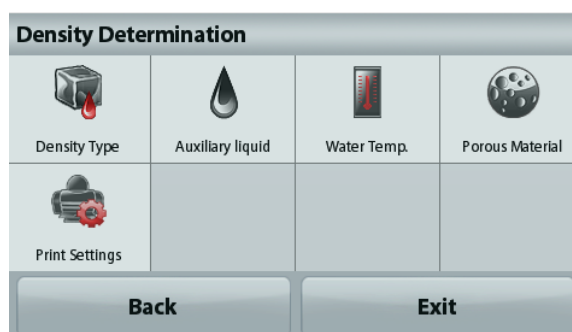 Density Determination
Density Type
Auxiliary liquid
Water Temp.
Porous Material
Print Settings
Back
Exit